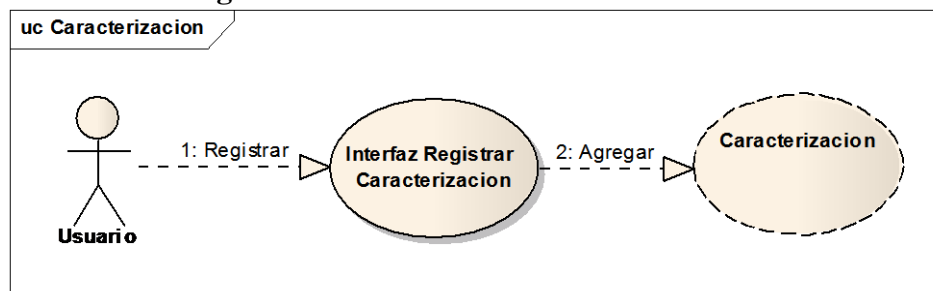 uc Caracterizacion
1: Registrar
Interfaz Registrar
Caracterizacion
2: Agregar
Caracterizacion
Usuario